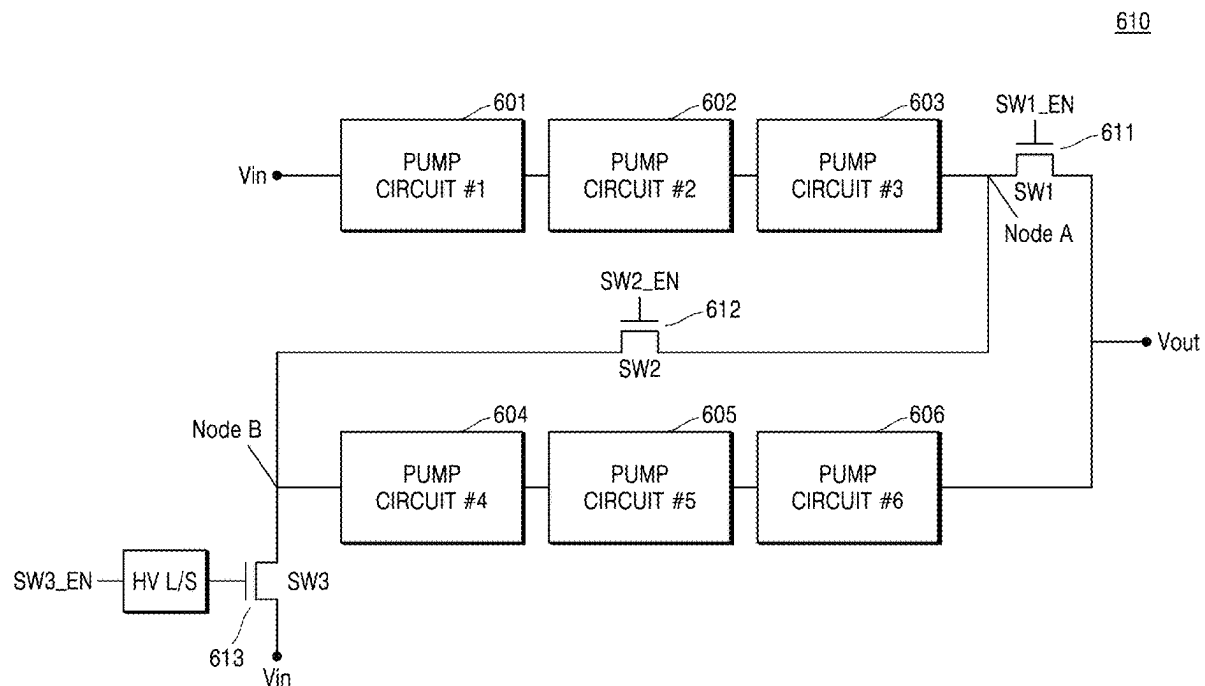 610
601
602
603
SW1_EN
611
Vin
PUMP
CIRCUIT #1
PUMP
CIRCUIT #2
PUMP
CIRCUIT #3
SW1
Node A
SW2_EN
612
SW2
Vout
Node B
604
605
606
PUMP
CIRCUIT #4
PUMP
CIRCUIT #5
PUMP
CIRCUIT #6
SW3_EN
HV L/S
SW3
613
Vin